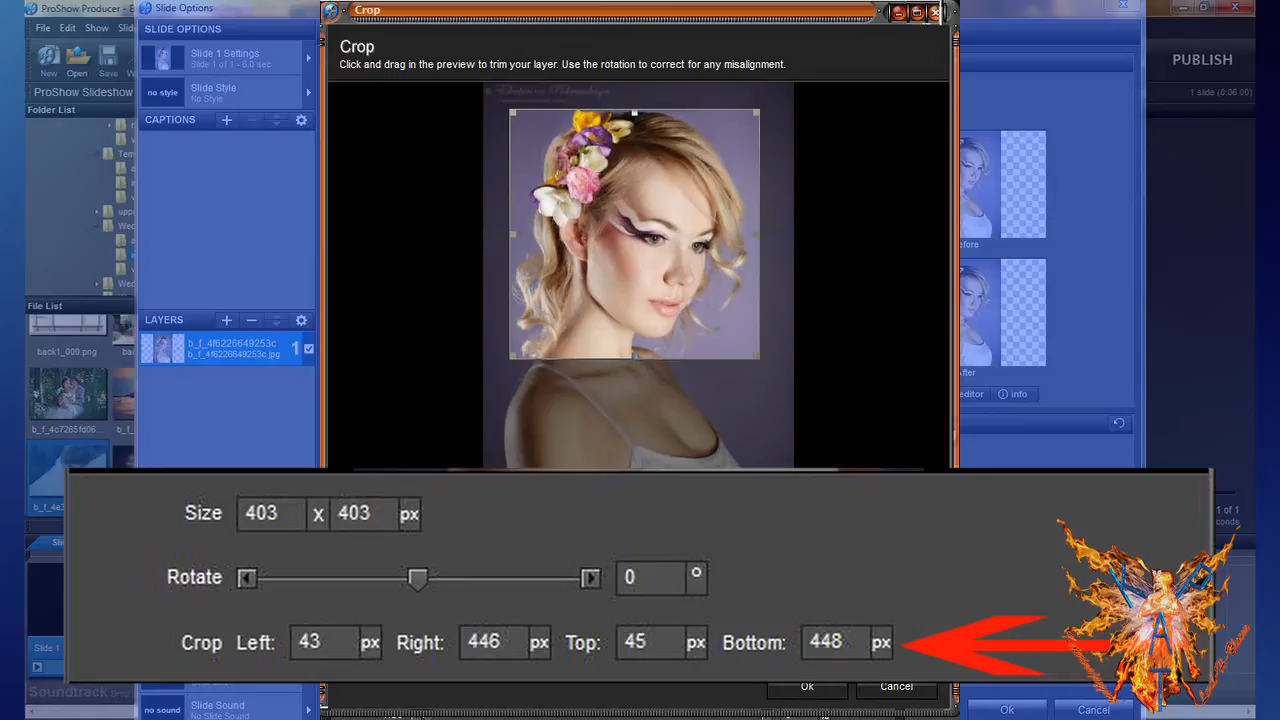 ProShow Producer
File Edit Show Slide
New Open Save
ProShow Slideshow
Folder List
File List
back1_000.png
b_f_4c7265fd06...
Slide Options
SLIDE OPTIONS
Slide 1 Settings
Slide 1 of 1 - 6.0 sec
no style
Slide Style
No Style
CAPTIONS
LAYERS
b_f_4f6226649253c
b_f_4f6226649253c.jpg
1
Crop
Crop
Click and drag in the preview to trim your layer. Use the rotation to correct for any misalignment.
PUBLISH
1 slide (0:06.00)
Before
After
editor info
Size 403 x 403 px
Rotate 0 °
Crop Left: 43 px Right: 446 px Top: 45 px Bottom: 448 px
Ok Cancel
Slide 1
Soundtrack
no sound
Slide Sound
No Slide Sound
1 of 1
Ok Cancel